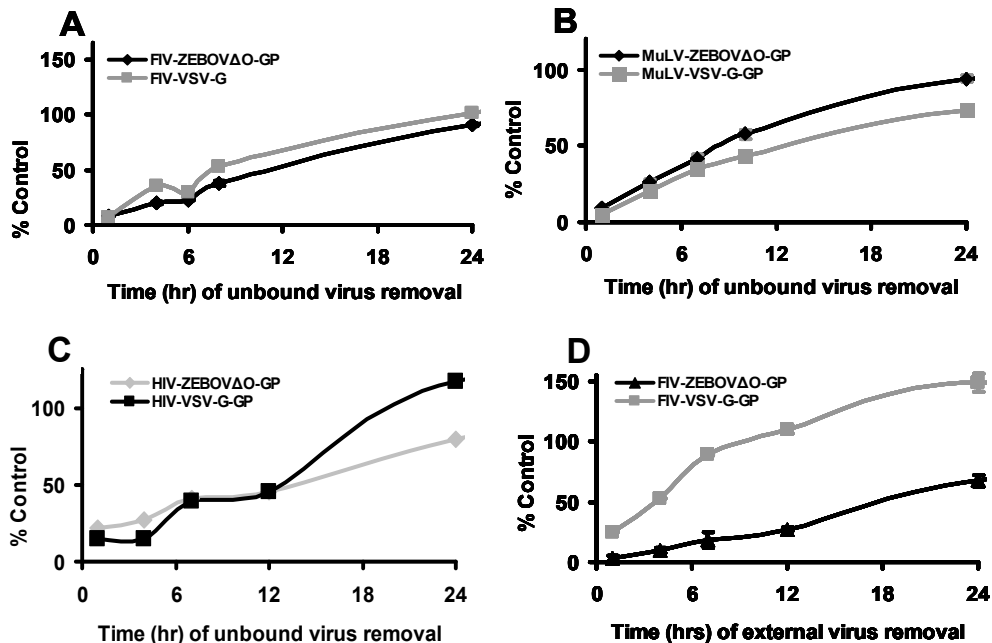 A
FIV-ZEBOVΔO-GP
FIV-VSV-G
150
100
50
0
% Control
0 6 12 18 24
Time (hr) of unbound virus removal
B
MuLV-ZEBOVΔO-GP
MuLV-VSV-G-GP
100
50
0
% Control
0 6 12 18 24
Time (hr) of unbound virus removal
C
HIV-ZEBOVΔO-GP
HIV-VSV-G-GP
100
50
0
% Control
0 6 12 18 24
Time (hr) of unbound virus removal
D
FIV-ZEBOVΔO-GP
FIV-VSV-G-GP
150
100
50
0
% Control
0 6 12 18 24
Time (hrs) of external virus removal